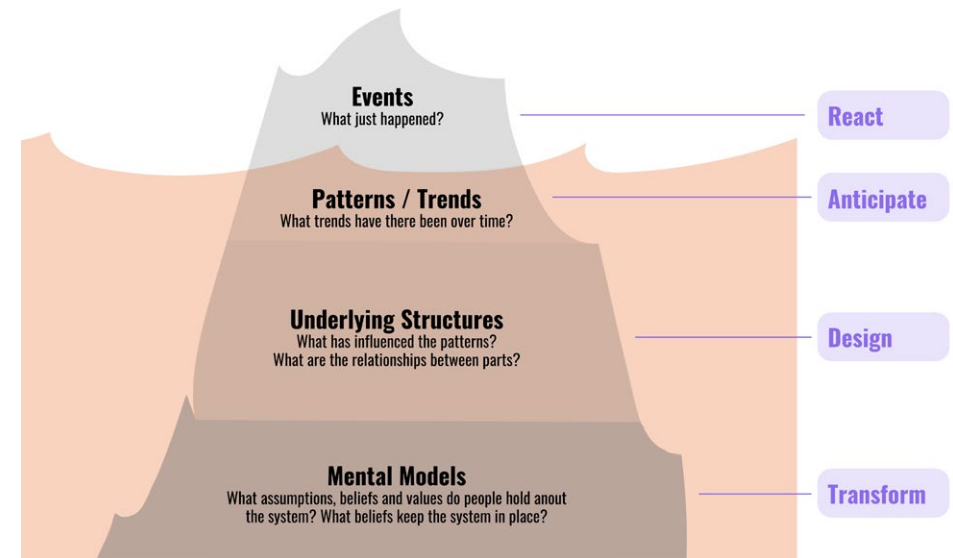 Events
What just happened?
React
Patterns / Trends
What trends have there been over time?
Anticipate
Underlying Structures
What has influenced the patterns?
What are the relationships between parts?
Design
Mental Models
What assumptions, beliefs and values do people hold anout
the system? What beliefs keep the system in place?
Transform